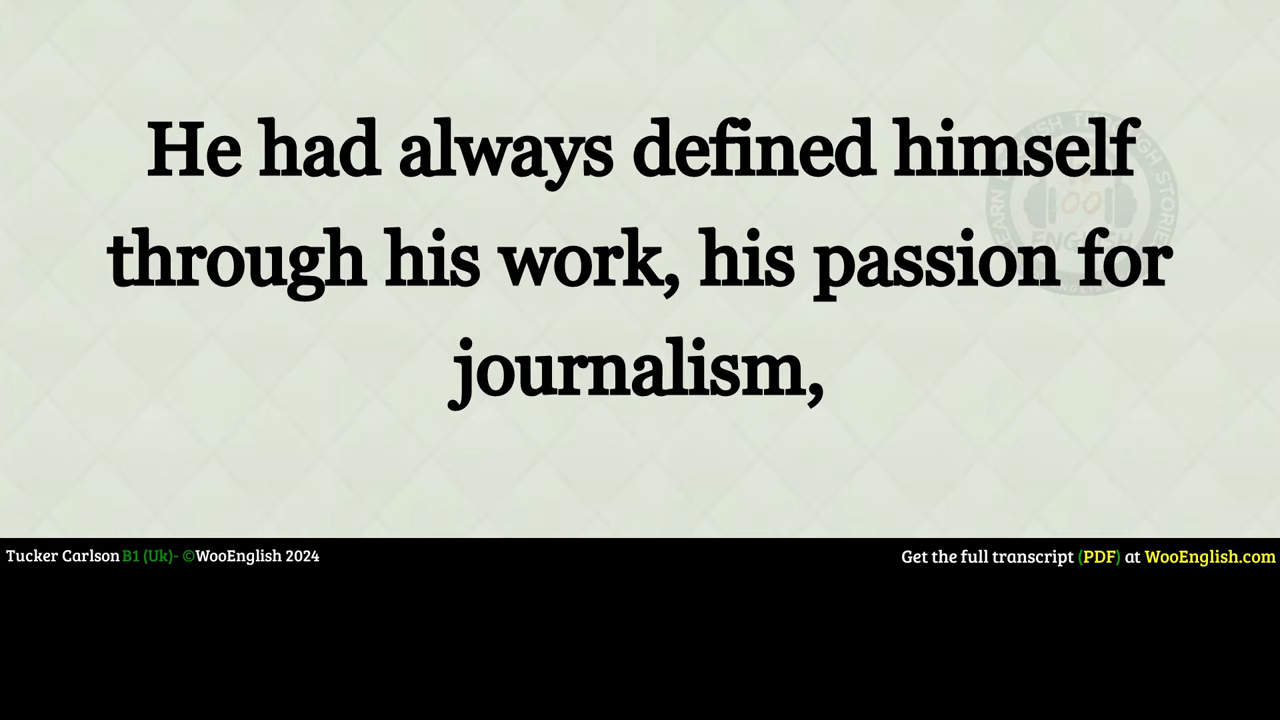 He had always defined himself
through his work, his passion for
journalism,
Tucker Carlson B1 (Uk)- ©WooEnglish 2024
Get the full transcript (PDF) at WooEnglish.com